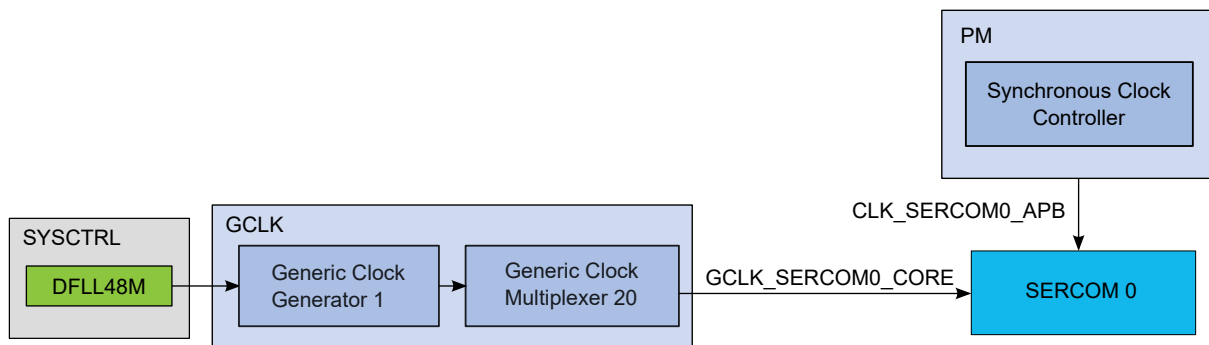 PM
Synchronous Clock
Controller
CLK_SERCOM0_APB
SYSCTRL
DFLL48M
GCLK
Generic Clock
Generator 1
Generic Clock
Multiplexer 20
GCLK_SERCOM0_CORE
SERCOM 0